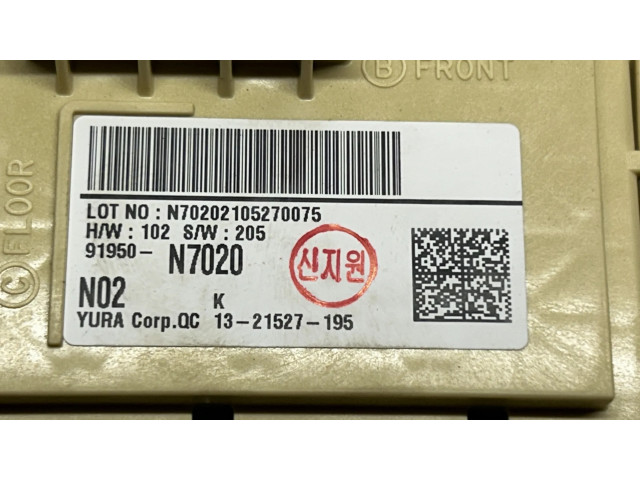 Ⓑ FRONT
Ⓒ FLOOR
LOT NO : N70202105270075
H/W : 102 S/W : 205
91950- N7020
신지원
N02 K
YURA Corp.QC 13-21527-195